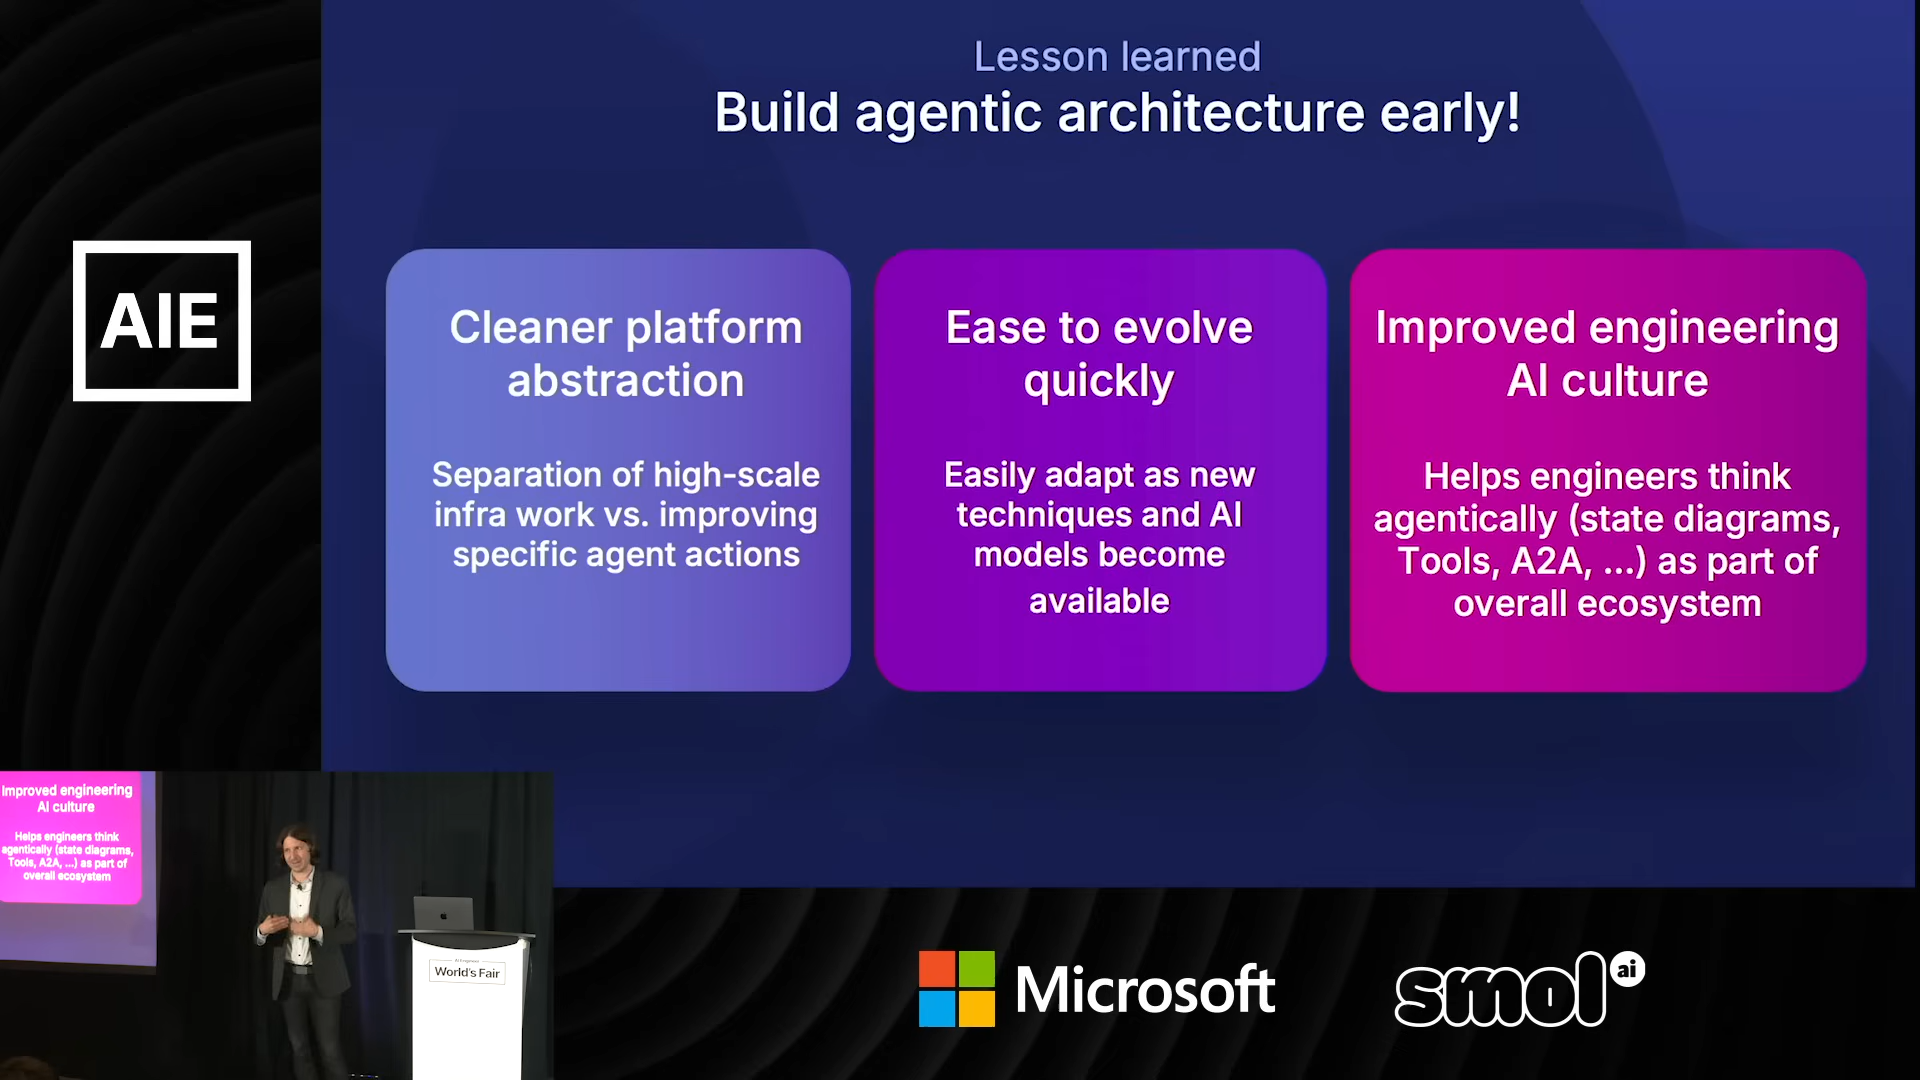 Lesson learned
Build agentic architecture early!
AIE
Cleaner platform
abstraction
Separation of high-scale
infra work vs. improving
specific agent actions
Ease to evolve
quickly
Easily adapt as new
techniques and AI
models become
available
Improved engineering
AI culture
Helps engineers think
agentically (state diagrams,
Tools, A2A, ...) as part of
overall ecosystem
Improved engineering
AI culture
Helps engineers think
agentically (state diagrams,
Tools, A2A, ...) as part of
overall ecosystem
AI Engineer
World's Fair
Microsoft
smol ai